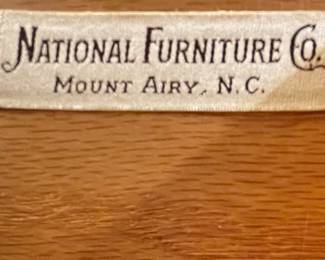 NATIONAL FURNITURE CO.
MOUNT AIRY, N.C.